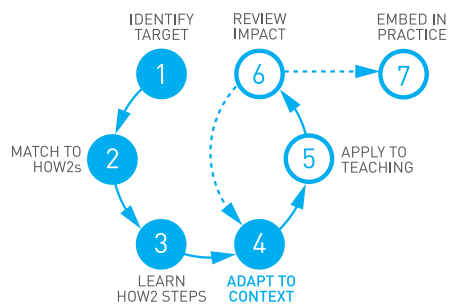 IDENTIFY
TARGET
1
MATCH TO
HOW2s
2
3
LEARN
HOW2 STEPS
4
ADAPT TO
CONTEXT
5
APPLY TO
TEACHING
REVIEW
IMPACT
6
EMBED IN
PRACTICE
7